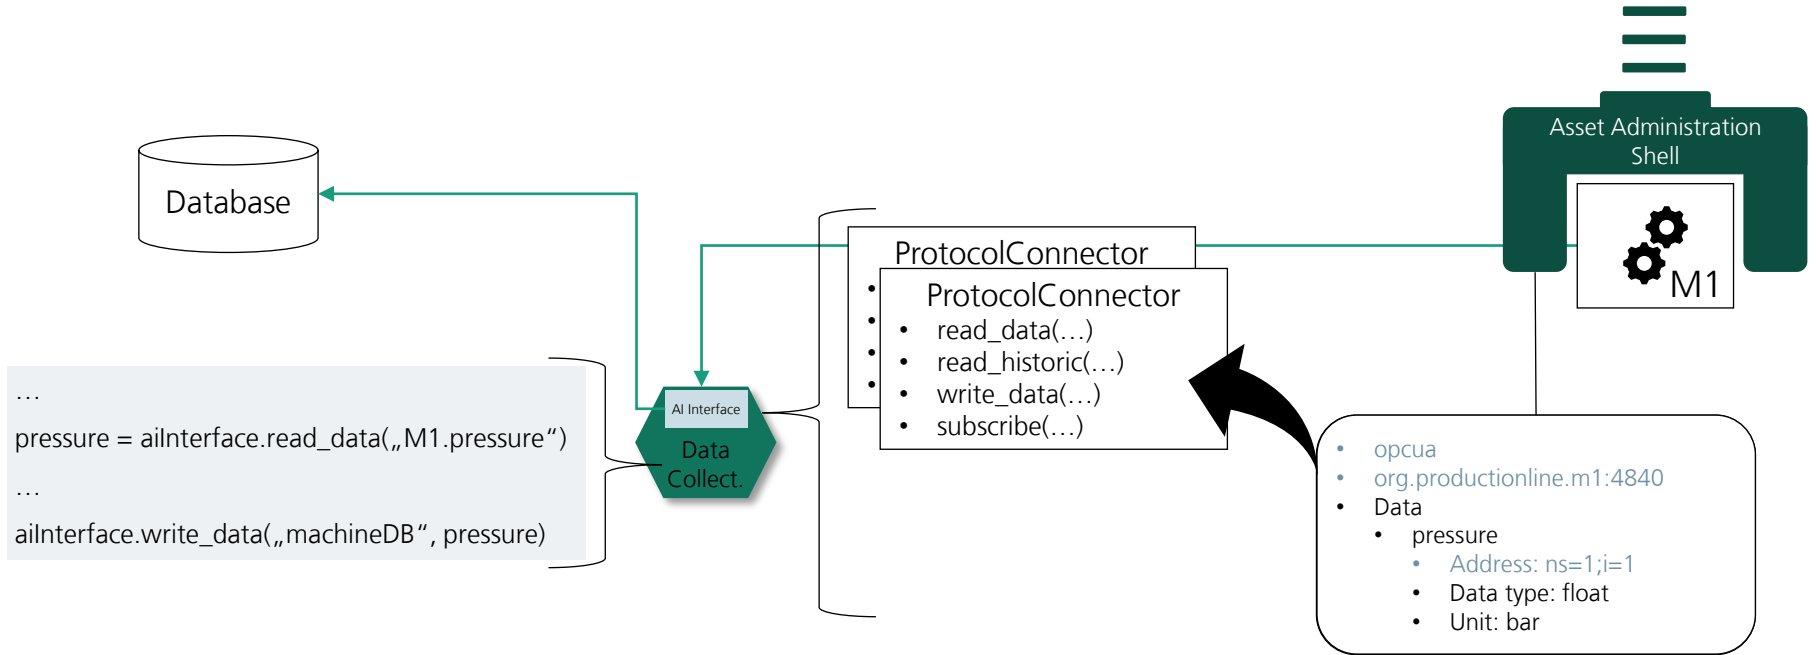 Asset Administration
Shell
M1
Database
ProtocolConnector
•
•
•
•
ProtocolConnector
• read_data(…)
• read_historic(…)
• write_data(…)
• subscribe(…)
…
pressure = aiInterface.read_data(„M1.pressure“)
…
aiInterface.write_data(„machineDB“, pressure)
AI Interface
Data
Collect.
• opcua
• org.productionline.m1:4840
• Data
• pressure
• Address: ns=1;i=1
• Data type: float
• Unit: bar